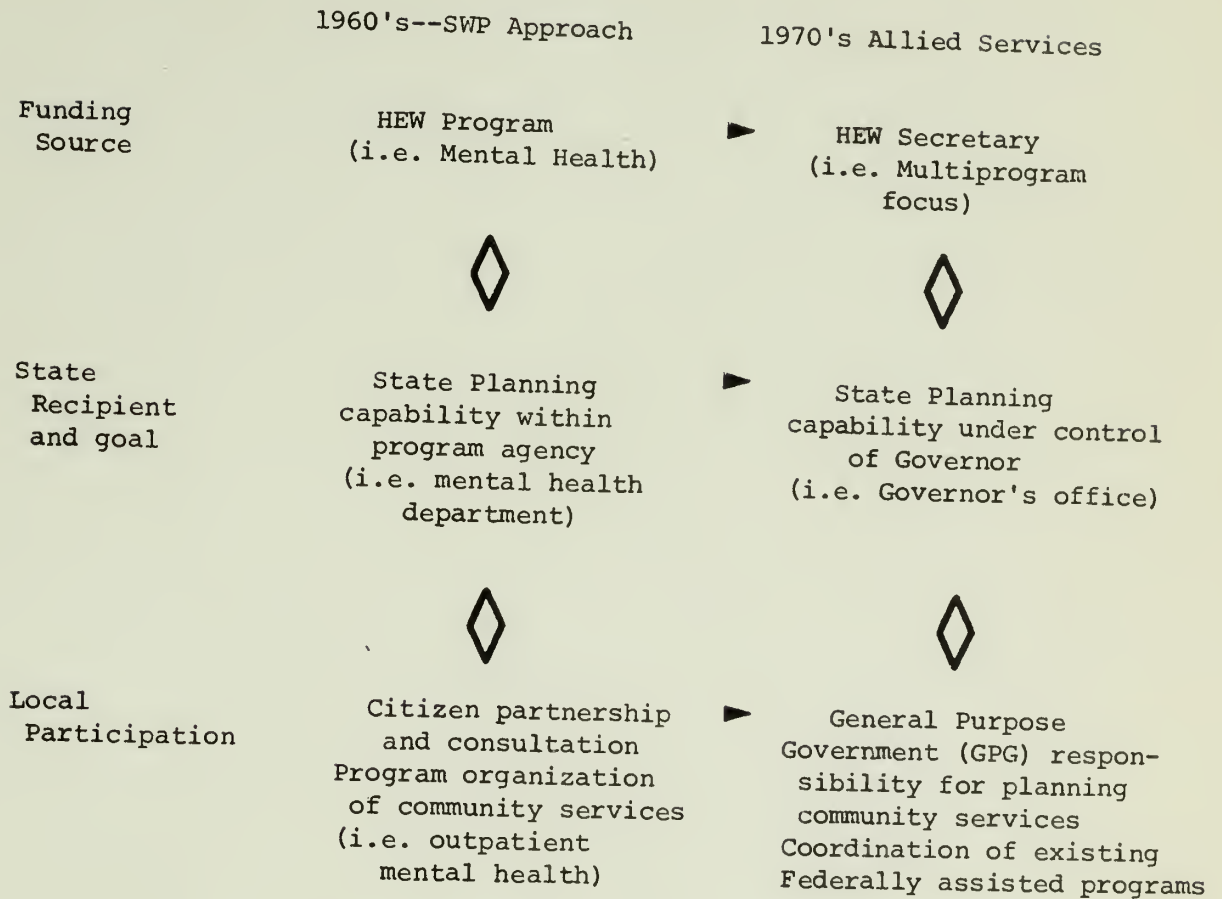 1960's--SWP Approach
1970's Allied Services
Funding
Source
HEW Program
(i.e. Mental Health)
HEW Secretary
(i.e. Multiprogram
focus)
State
Recipient
and goal
State Planning
capability within
program agency
(i.e. mental health
department)
State Planning
capability under control
of Governor
(i.e. Governor's office)
Local
Participation
Citizen partnership
and consultation
Program organization
of community services
(i.e. outpatient
mental health)
General Purpose
Government (GPG) respon-
sibility for planning
community services
Coordination of existing
Federally assisted programs